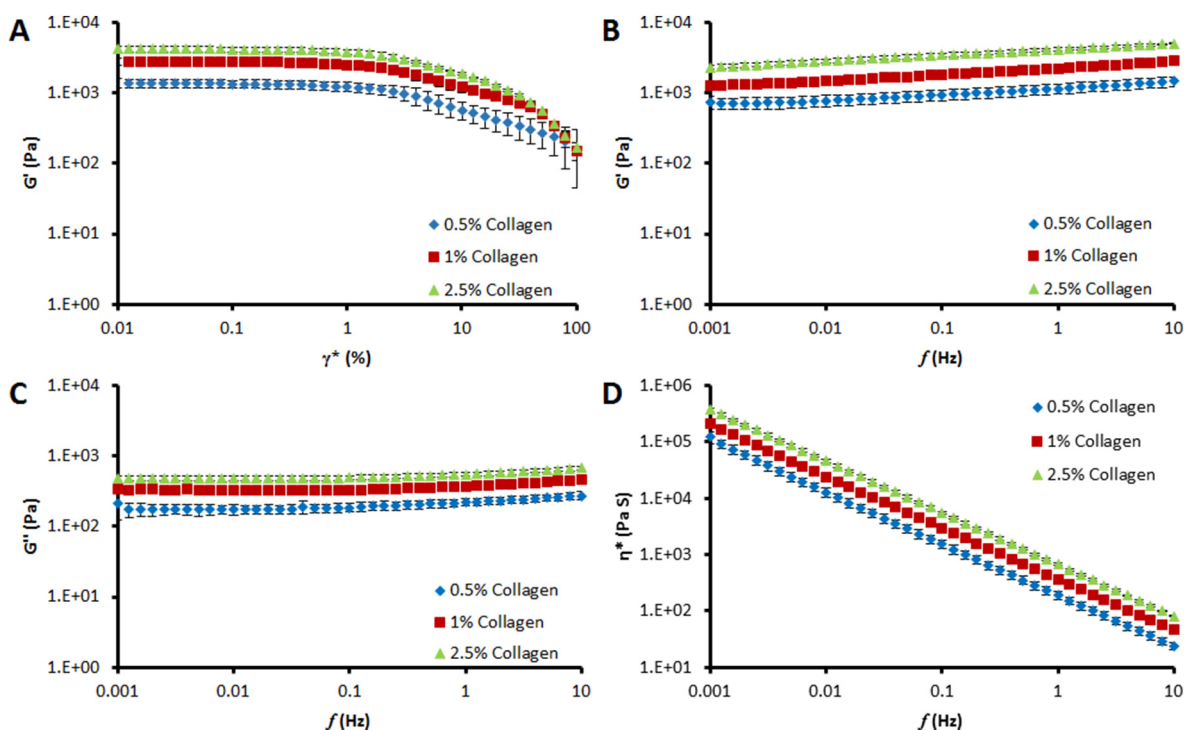 A
1.E+04
1.E+03
1.E+02
1.E+01
1.E+00
G' (Pa)
0.5% Collagen
1% Collagen
2.5% Collagen
0.01 0.1 1 10 100
γ* (%)
B
1.E+04
1.E+03
1.E+02
1.E+01
1.E+00
G' (Pa)
0.5% Collagen
1% Collagen
2.5% Collagen
0.001 0.01 0.1 1 10
f (Hz)
C
1.E+04
1.E+03
1.E+02
1.E+01
1.E+00
G'' (Pa)
0.5% Collagen
1% Collagen
2.5% Collagen
0.001 0.01 0.1 1 10
f (Hz)
D
1.E+06
1.E+05
1.E+04
1.E+03
1.E+02
1.E+01
η* (Pa S)
0.5% Collagen
1% Collagen
2.5% Collagen
0.001 0.01 0.1 1 10
f (Hz)